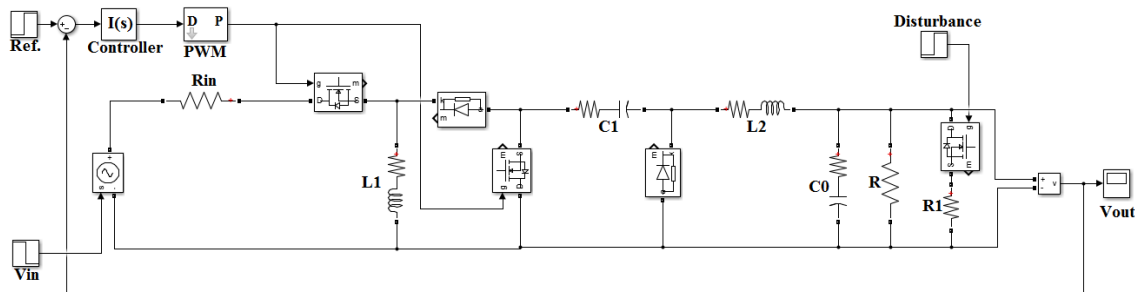 Ref.
+
-
I(s)
Controller
D P
PWM
Disturbance
Rin
g m
D S
k a
m
C1
L2
L1
m s
g D
m k
a
C0
R
D g
s m
R1
+
-
v
Vout
+
s -
Vin